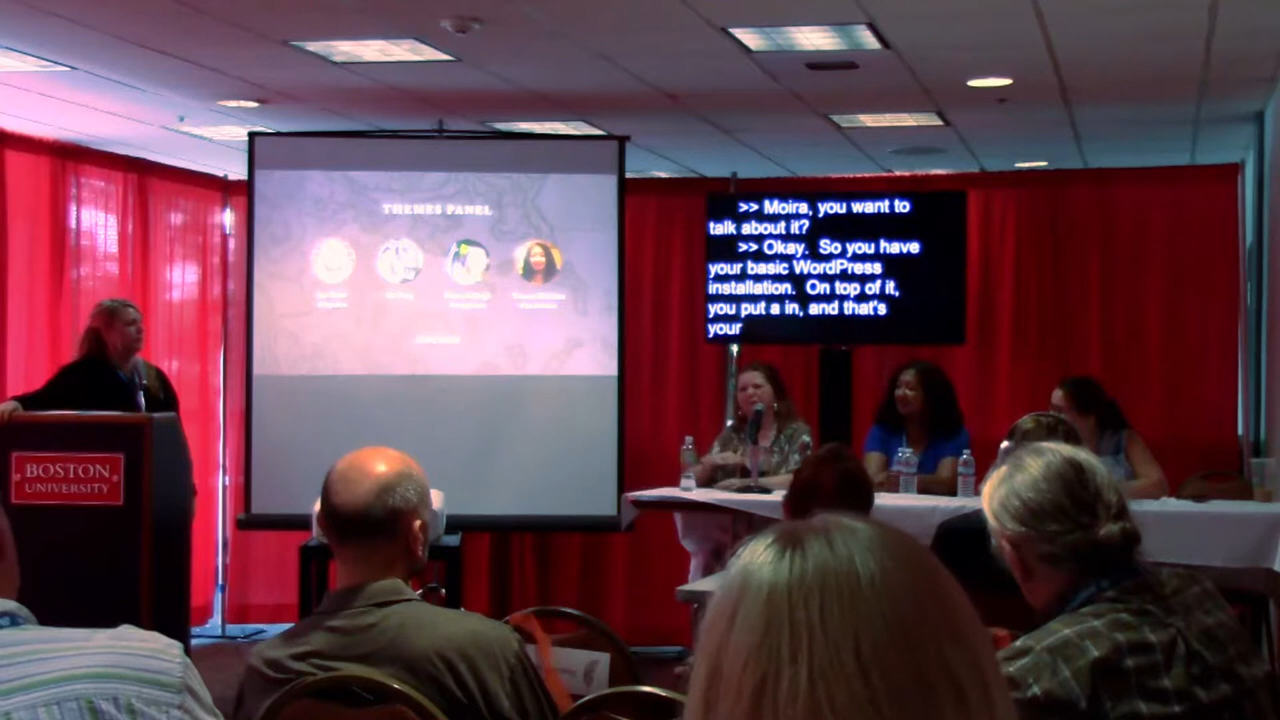 THEMES PANEL
>> Moira, you want to
talk about it?
>> Okay. So you have
your basic WordPress
installation. On top of it,
you put a in, and that's
your
BOSTON
UNIVERSITY